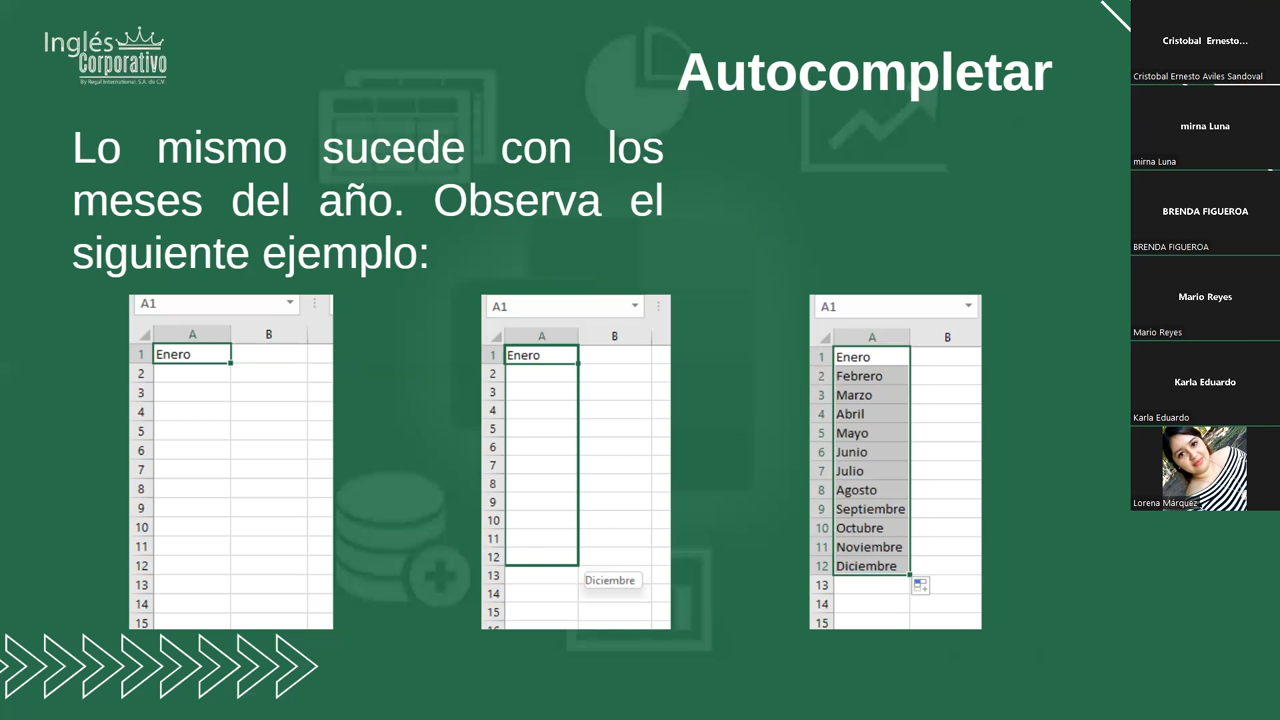 Inglés
Corporativo
By Regal International, S.A. de C.V.
Autocompletar
Lo mismo sucede con los
meses del año. Observa el
siguiente ejemplo:
A1
A B
1 Enero
2
3
4
5
6
7
8
9
10
11
12
13
14
15
A1
A B
1 Enero
2
3
4
5
6
7
8
9
10
11
12
13 Diciembre
14
15
A1
A B
1 Enero
2 Febrero
3 Marzo
4 Abril
5 Mayo
6 Junio
7 Julio
8 Agosto
9 Septiembre
10 Octubre
11 Noviembre
12 Diciembre
13
14
15
Cristobal Ernesto...
Cristobal Ernesto Aviles Sandoval
mirna Luna
mirna Luna
BRENDA FIGUEROA
BRENDA FIGUEROA
Mario Reyes
Mario Reyes
Karla Eduardo
Karla Eduardo
Lorena Márquez